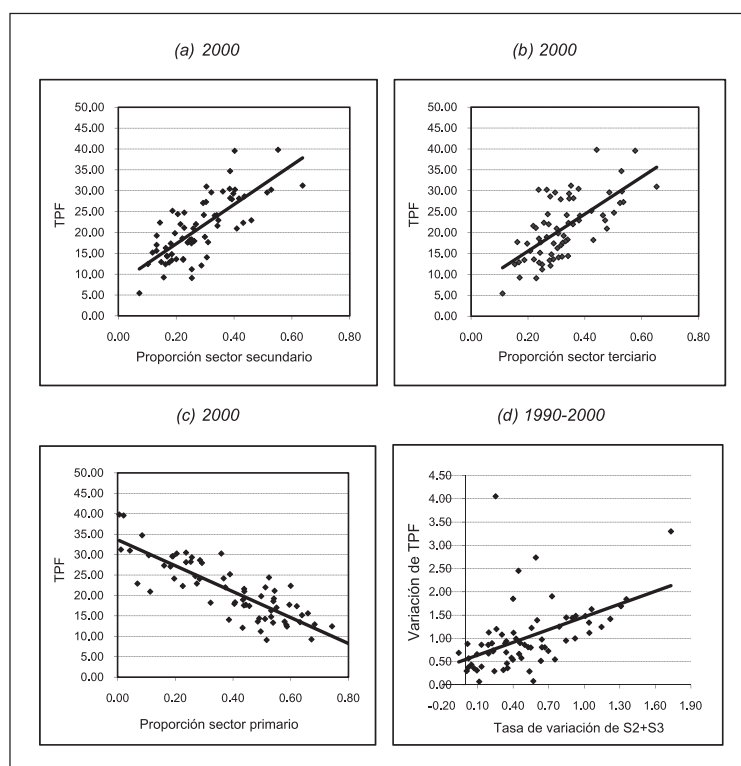 (a) 2000
TPF
50.00
45.00
40.00
35.00
30.00
25.00
20.00
15.00
10.00
5.00
0.00
0.00 0.20 0.40 0.60 0.80
Proporción sector secundario
(b) 2000
TPF
50.00
45.00
40.00
35.00
30.00
25.00
20.00
15.00
10.00
5.00
0.00
0.00 0.20 0.40 0.60 0.80
Proporción sector terciario
(c) 2000
TPF
50.00
45.00
40.00
35.00
30.00
25.00
20.00
15.00
10.00
5.00
0.00
0.00 0.20 0.40 0.60 0.80
Proporción sector primario
(d) 1990-2000
Variación de TPF
4.50
4.00
3.50
3.00
2.50
2.00
1.50
1.00
0.50
0.00
-0.20 0.10 0.40 0.70 1.00 1.30 1.60 1.90
Tasa de variación de S2+S3